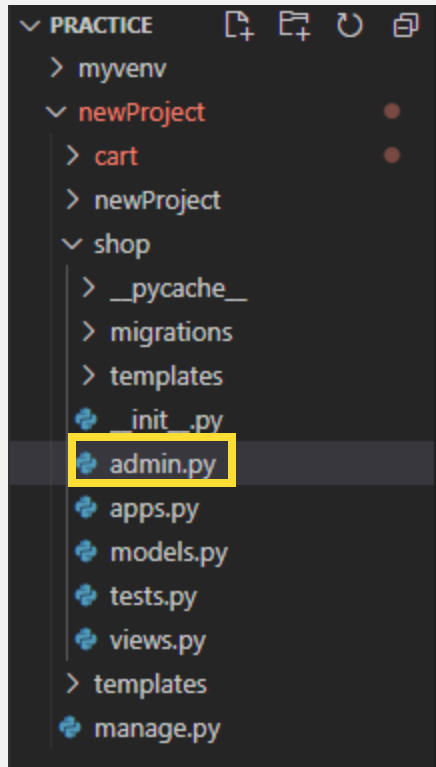 PRACTICE
myvenv
newProject
cart
newProject
shop
__pycache__
migrations
templates
__init__.py
admin.py
apps.py
models.py
tests.py
views.py
templates
manage.py